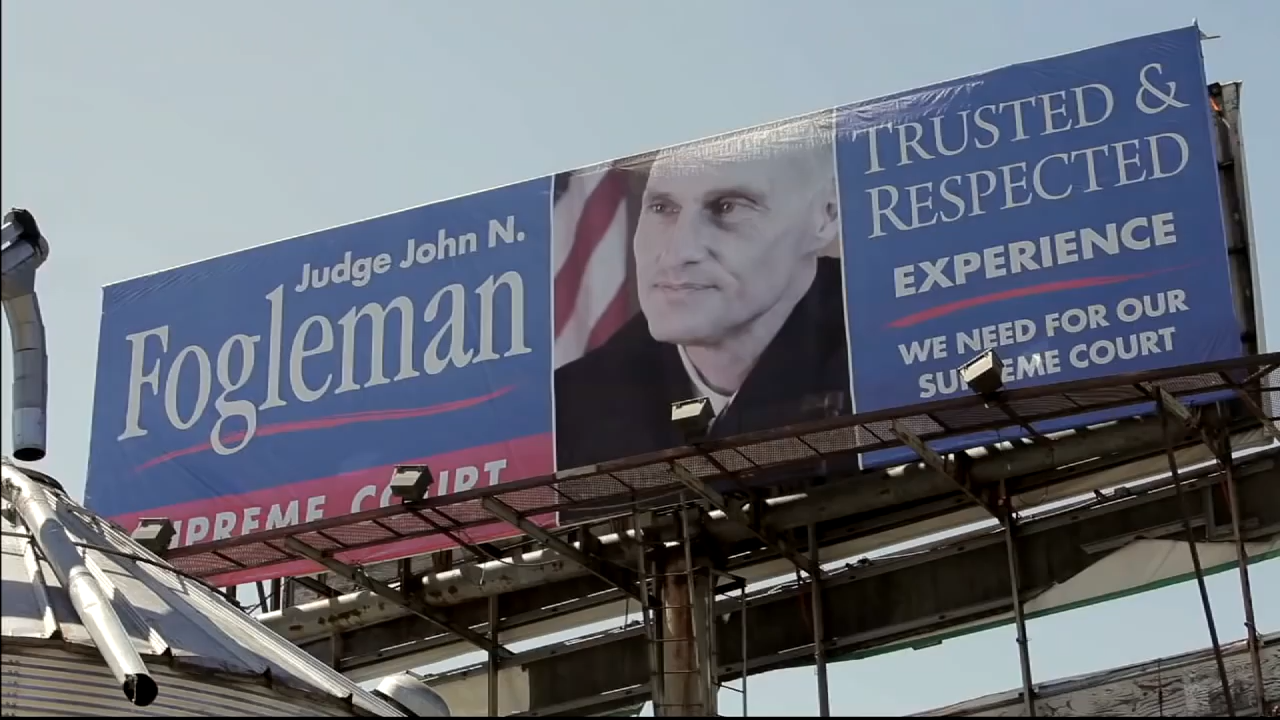 Judge John N.
Fogleman
SUPREME COURT
TRUSTED &
RESPECTED
EXPERIENCE
WE NEED FOR OUR
SUPREME COURT